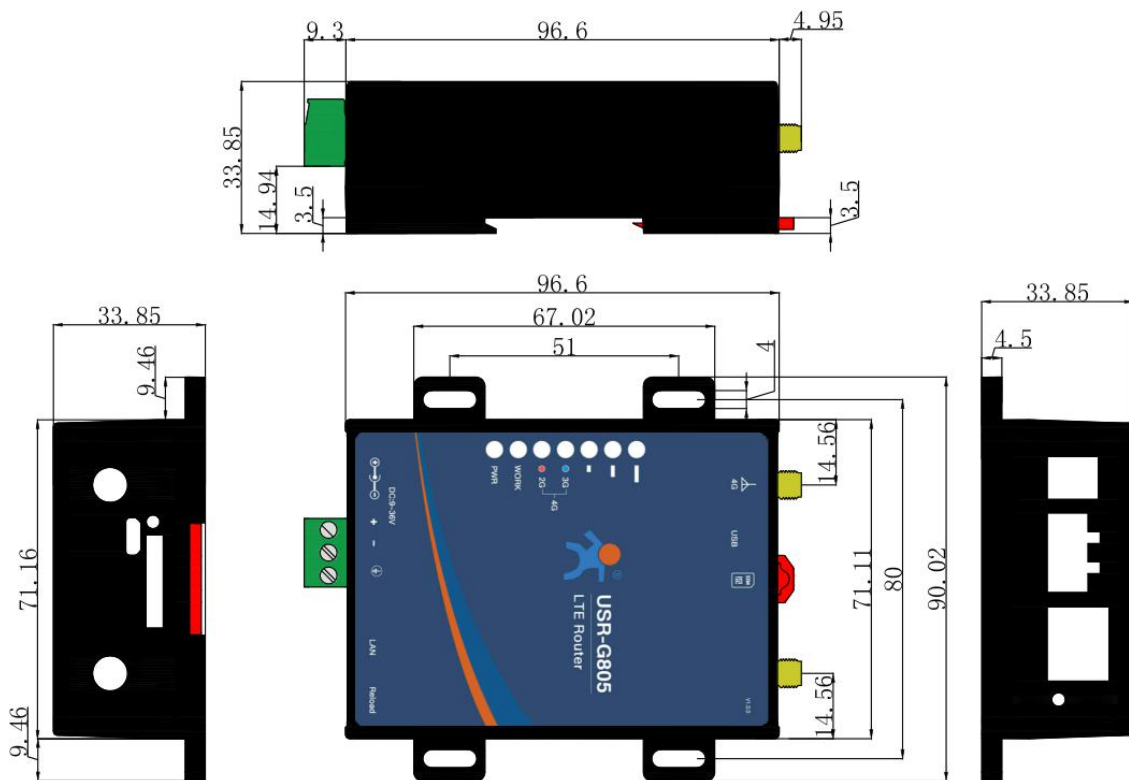 9.3
96.6
4.95
33.85
14.94
3.5
3.5
96.6
67.02
51
4
33.85
9.46
71.16
9.46
33.85
4.5
14.56
71.11
80
90.02
14.56
PWR
WORK
2G
3G
4G
DC:9-36V
+
-
LAN
Reload
4G
USB
SIM
USR-G805
®
LTE Router